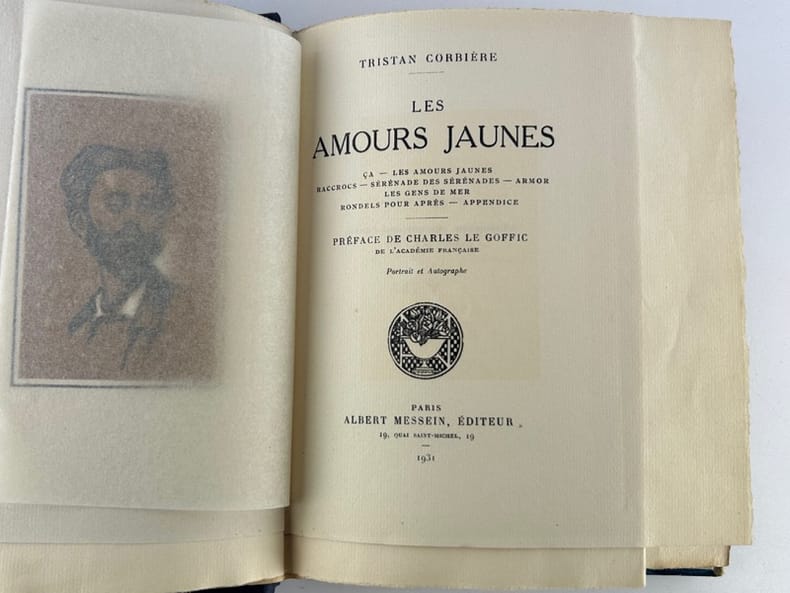 TRISTAN CORBIÈRE
LES
AMOURS JAUNES
ÇA — LES AMOURS JAUNES
RACCROCS — SÉRÉNADE DES SÉRÉNADES — ARMOR
LES GENS DE MER
RONDELS POUR APRÈS — APPENDICE
PRÉFACE DE CHARLES LE GOFFIC
DE L'ACADÉMIE FRANÇAISE
Portrait et Autographe
PARIS
ALBERT MESSEIN, ÉDITEUR
19, QUAI SAINT-MICHEL, 19
1931